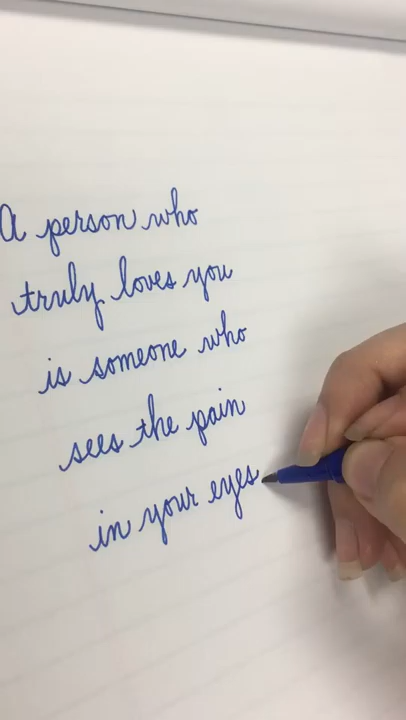 A person who
truly loves you
is someone who
sees the pain
in your eyes